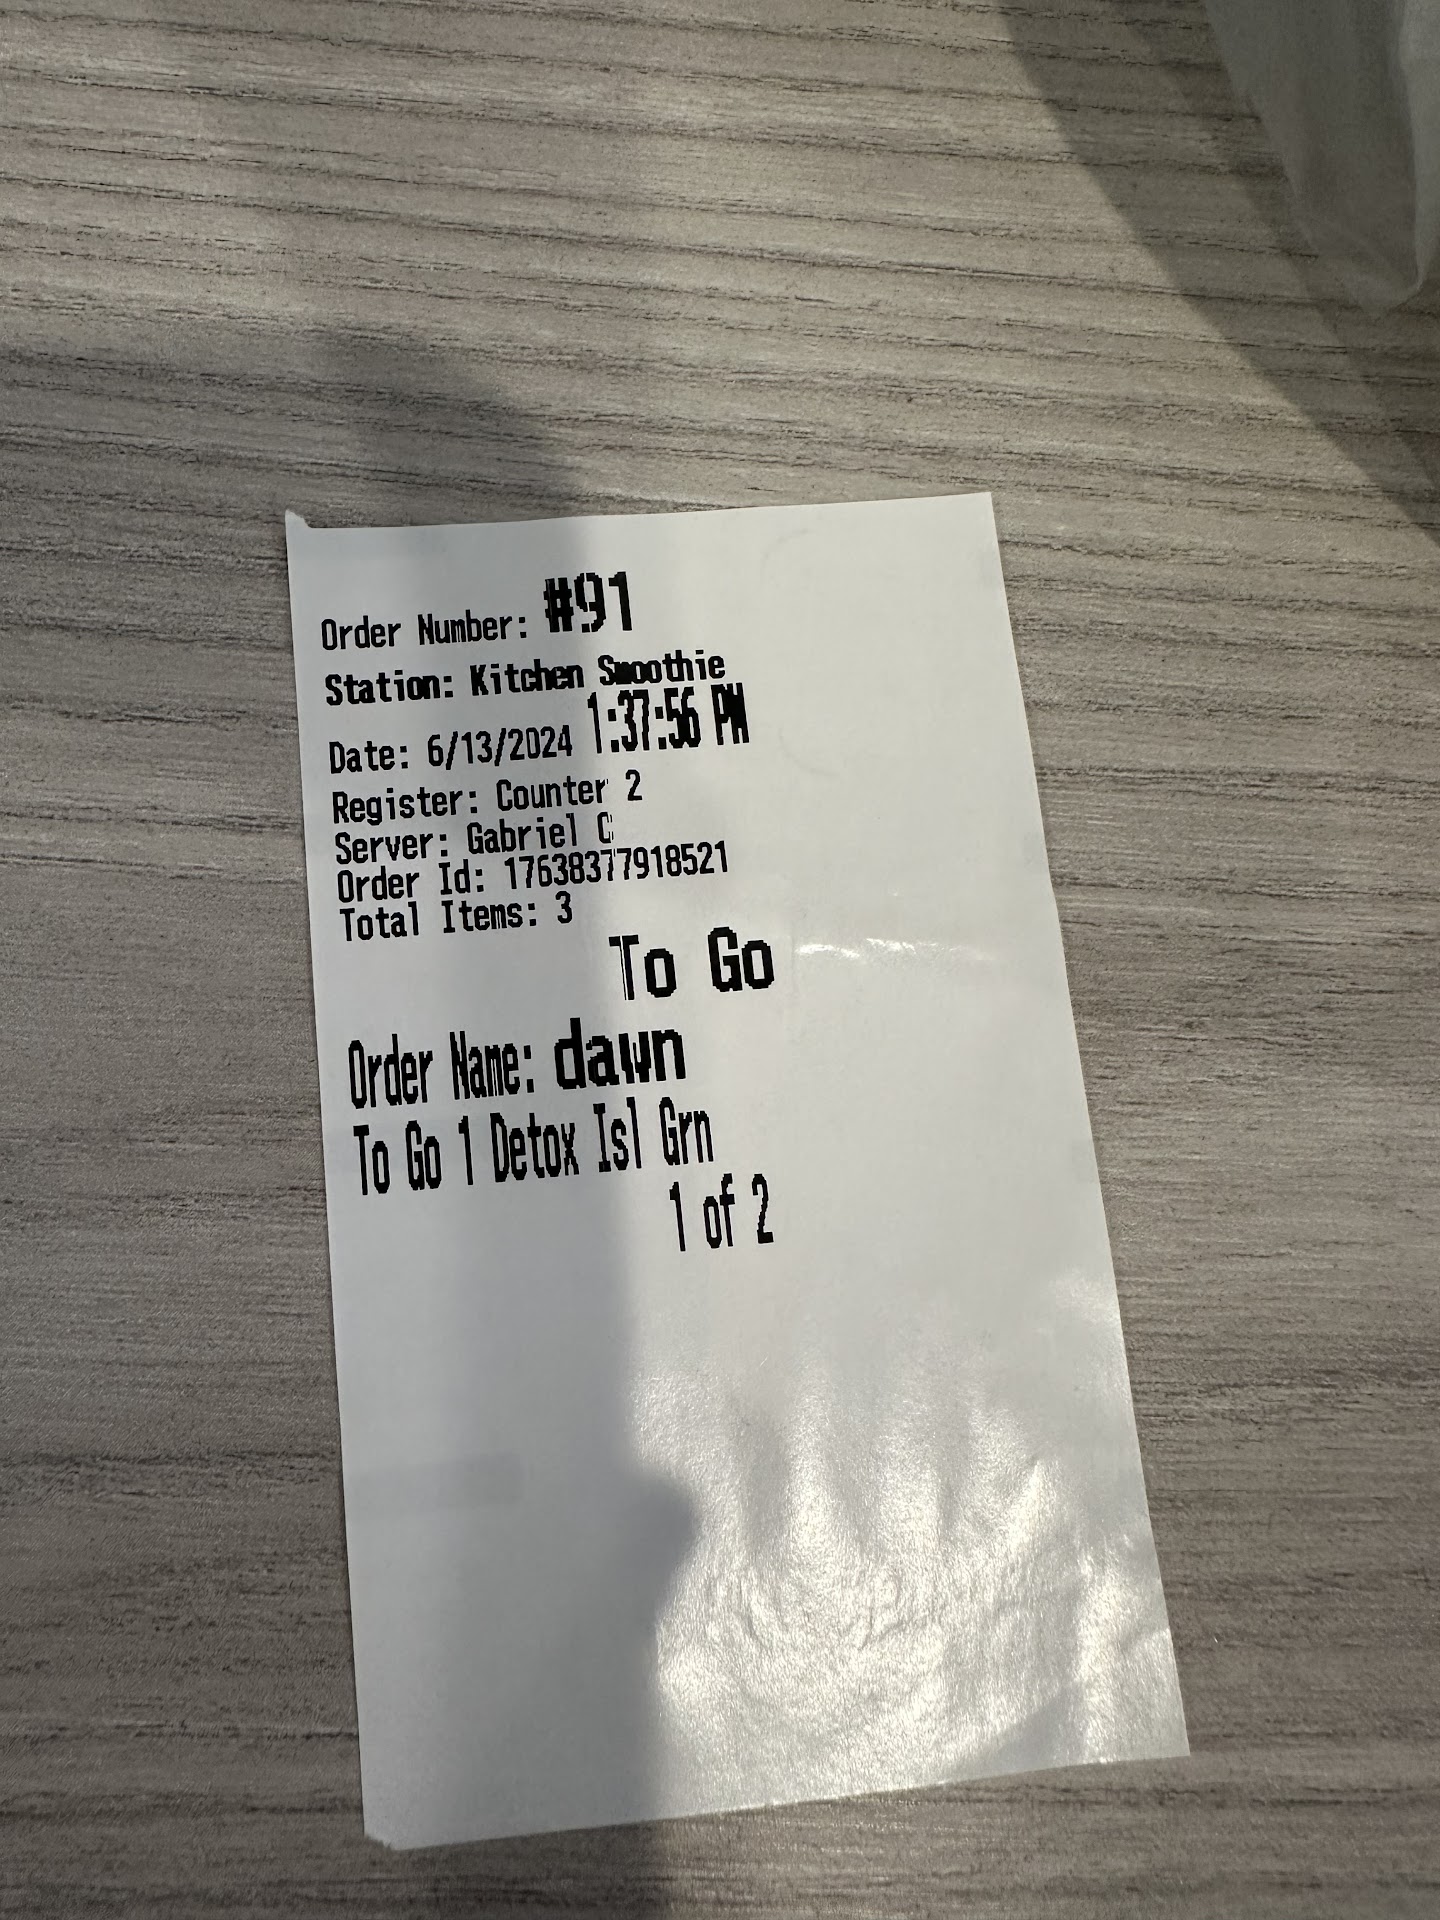 Order Number: #91
Station: Kitchen Smoothie
Date: 6/13/2024 1:37:56 PM
Register: Counter 2
Server: Gabriel C
Order Id: 17638377918521
Total Items: 3
To Go
Order Name: dawn
To Go 1 Detox Isl Grn
1 of 2